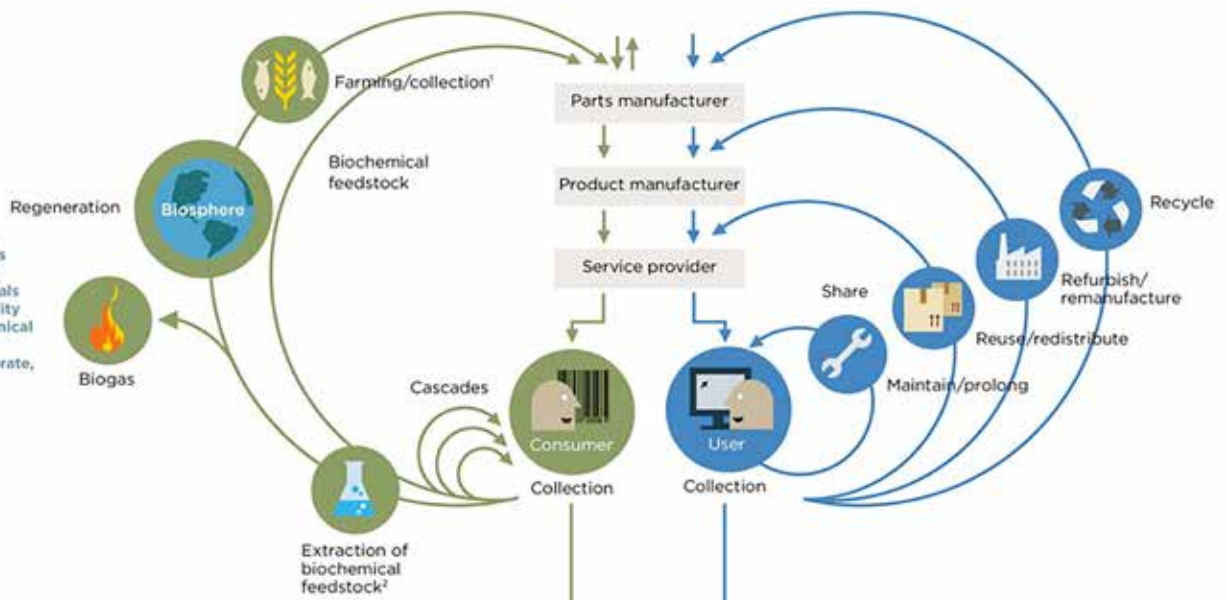 Farming/collection¹
Parts manufacturer
Biochemical
feedstock
Product manufacturer
Regeneration
Biosphere
Recycle
Service provider
Share
Refurbish/
remanufacture
Reuse/redistribute
Biogas
Cascades
Maintain/prolong
Consumer
User
Collection
Collection
Extraction of
biochemical
feedstock²